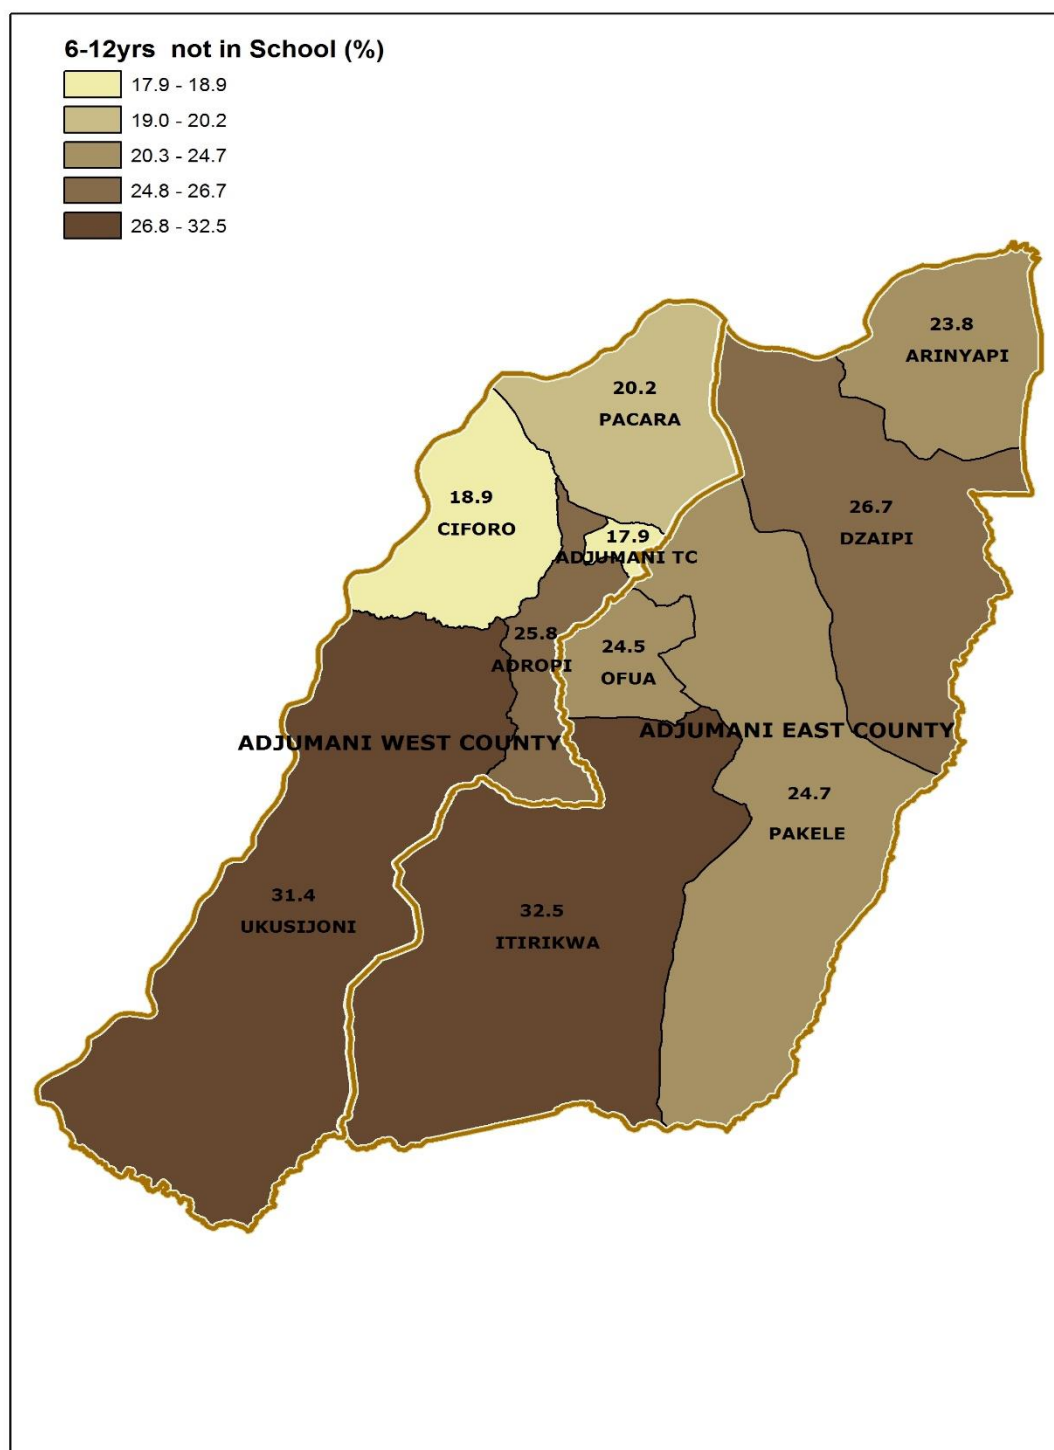 6-12yrs not in School (%)
17.9 - 18.9
19.0 - 20.2
20.3 - 24.7
24.8 - 26.7
26.8 - 32.5
23.8
ARINYAPI
20.2
PACARA
18.9
CIFORO
26.7
DZAIPI
17.9
ADJUMANI TC
25.8
ADROPI
24.5
OFUA
ADJUMANI WEST COUNTY
ADJUMANI EAST COUNTY
24.7
PAKELE
31.4
UKUSIJONI
32.5
ITIRIKWA